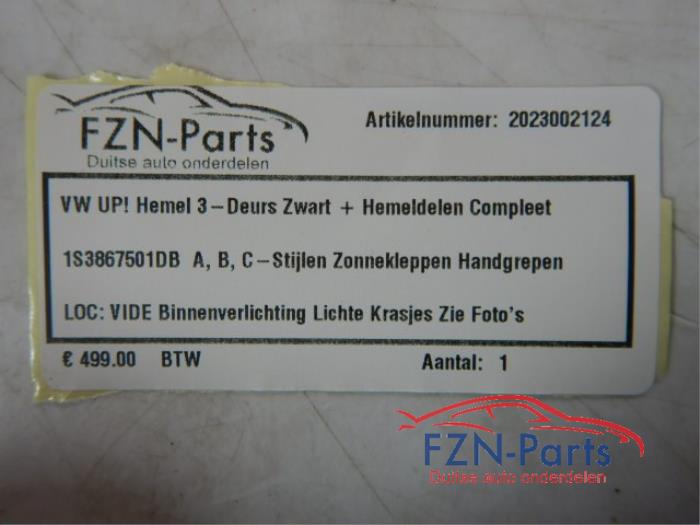 FZN-Parts
Duitse auto onderdelen
Artikelnummer: 2023002124
VW UP! Hemel 3-Deurs Zwart + Hemeldelen Compleet
1S3867501DB A, B, C-Stijlen Zonnekleppen Handgrepen
LOC: VIDE Binnenverlichting Lichte Krasjes Zie Foto's
€ 499.00 BTW
Aantal: 1
FZN-Parts
Duitse auto onderdelen